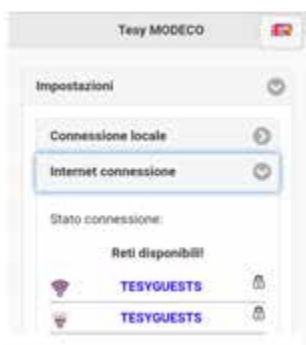 Tesy MODECO
Impostazioni
Connessione locale
Internet connessione
Stato connessione:
Reti disponibili!
TESYGUESTS
TESYGUESTS